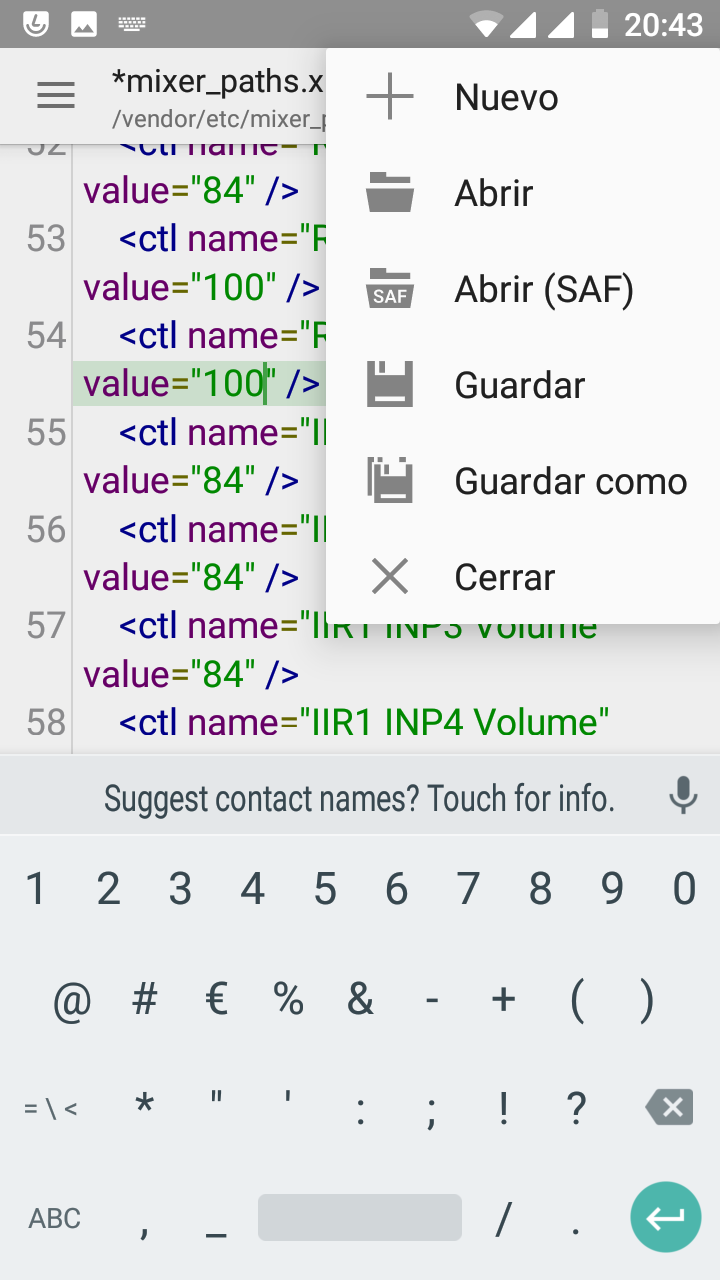 20:43
*mixer_paths.x
/vendor/etc/mixer_p
Nuevo
Abrir
SAF
Abrir (SAF)
Guardar
Guardar como
Cerrar
52 <ctl name="R
value="84" />
53 <ctl name="R
value="100" />
54 <ctl name="R
value="100" />
55 <ctl name="II
value="84" />
56 <ctl name="II
value="84" />
57 <ctl name="IIR1 INP3 Volume"
value="84" />
58 <ctl name="IIR1 INP4 Volume"
Suggest contact names? Touch for info.
1 2 3 4 5 6 7 8 9 0
@ # € % & - + ( )
= \ < * " ' : ; ! ?
ABC , _ / .